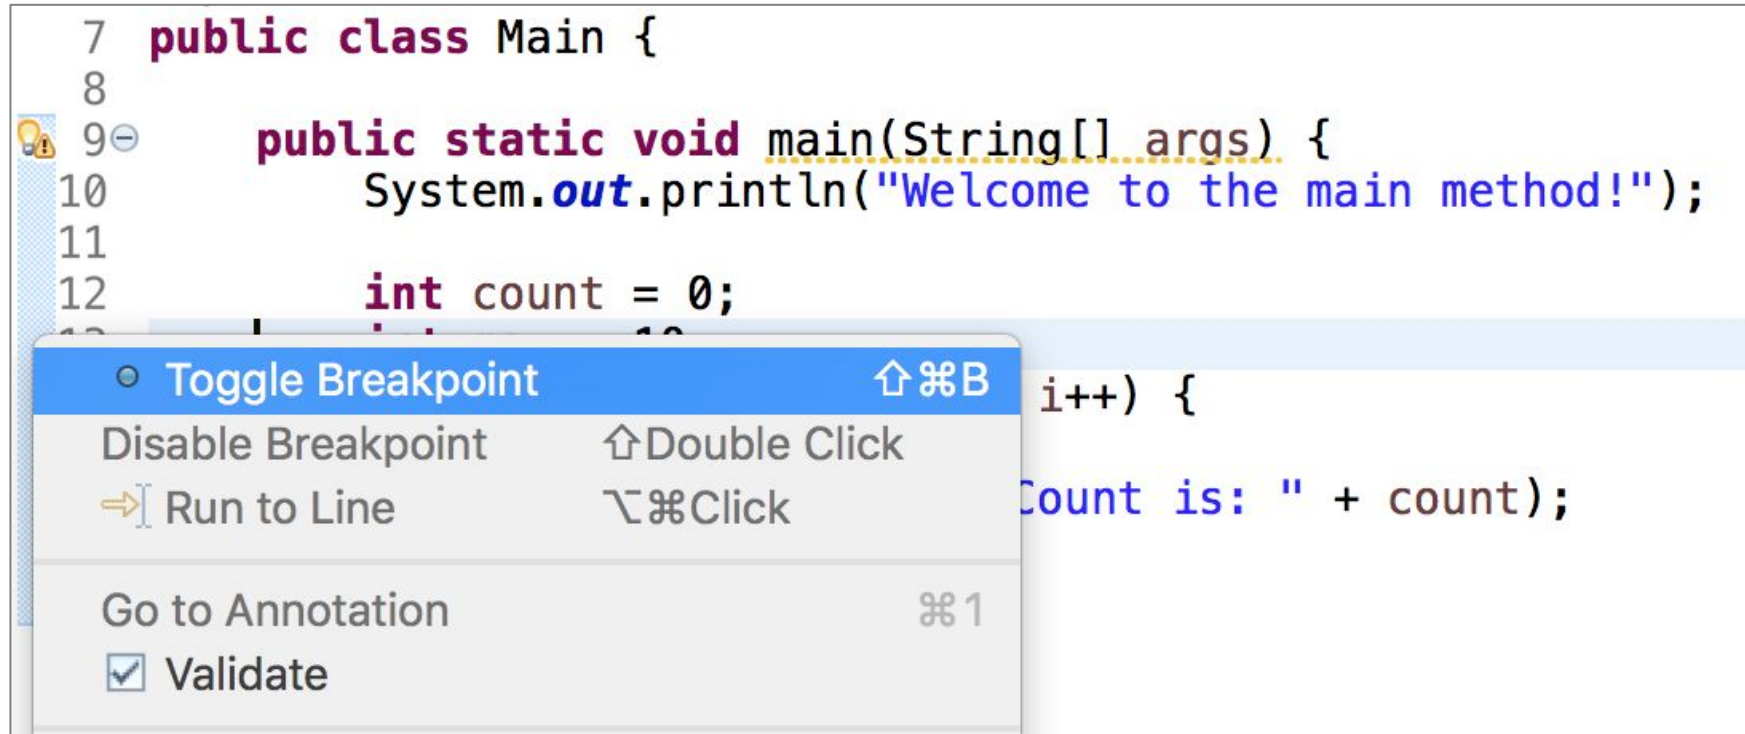 7 public class Main {
8
9 public static void main(String[] args) {
10 System.out.println("Welcome to the main method!");
11
12 int count = 0;
Toggle Breakpoint ⇧⌘B
i++) {
Disable Breakpoint ⇧Double Click
Run to Line ⌥⌘Click
Count is: " + count);
Go to Annotation ⌘1
Validate